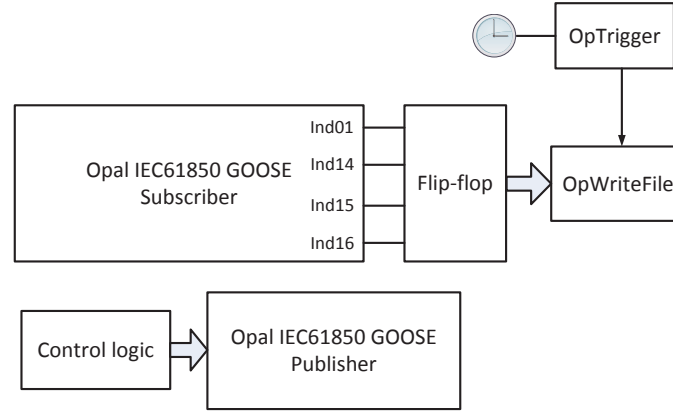 OpTrigger
Ind01
Opal IEC61850 GOOSE
Subscriber
Ind14
Ind15
Ind16
Flip-flop
OpWriteFile
Control logic
Opal IEC61850 GOOSE
Publisher